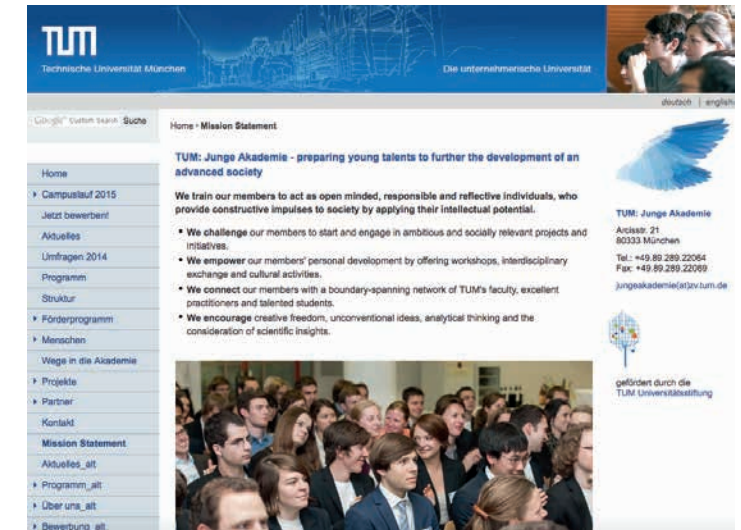 TUM
Technische Universität München
Die unternehmerische Universität
deutsch | english
Google™ Custom Search Suche
Home › Mission Statement
Home
Campuslauf 2015
Jetzt bewerben!
Aktuelles
Umfragen 2014
Programm
Struktur
Förderprogramm
Menschen
Wege in die Akademie
Projekte
Partner
Kontakt
Mission Statement
Aktuelles_alt
Programm_alt
Über uns_alt
Bewerbung_alt
TUM: Junge Akademie - preparing young talents to further the development of an
advanced society
We train our members to act as open minded, responsible and reflective individuals, who
provide constructive impulses to society by applying their intellectual potential.
▪ We challenge our members to start and engage in ambitious and socially relevant projects and
initiatives.
▪ We empower our members' personal development by offering workshops, interdisciplinary
exchange and cultural activities.
▪ We connect our members with a boundary-spanning network of TUM's faculty, excellent
practitioners and talented students.
▪ We encourage creative freedom, unconventional ideas, analytical thinking and the
consideration of scientific insights.
TUM: Junge Akademie
Arcisstr. 21
80333 München
Tel.: +49.89.289.22064
Fax: +49.89.289.22069
jungeakademie(at)zv.tum.de
gefördert durch die
TUM Universitätsstiftung